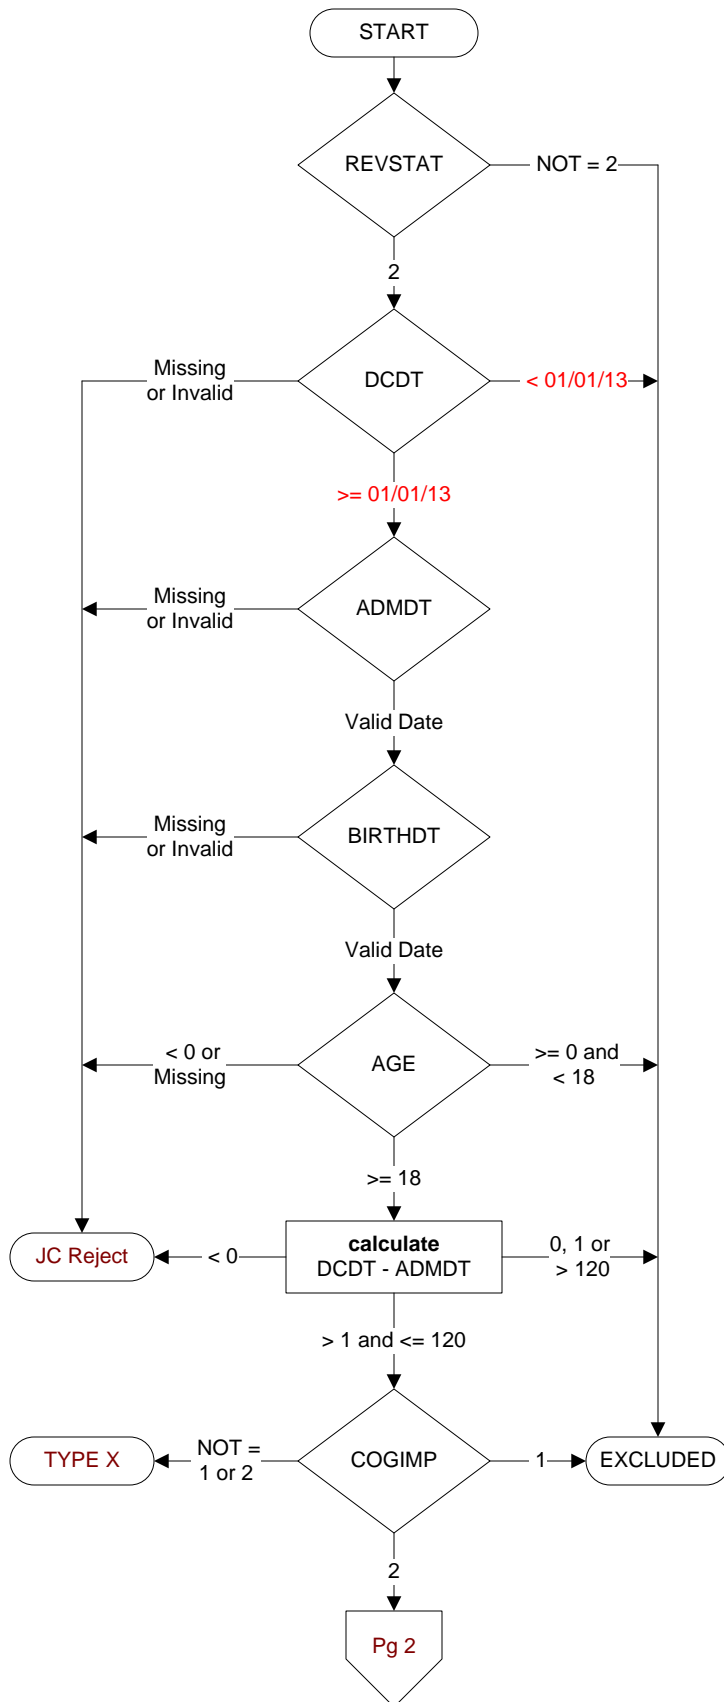 START
REVSTAT
NOT = 2
2
Missing
or Invalid
DCDT
< 01/01/13
>= 01/01/13
Missing
or Invalid
ADMDT
Valid Date
Missing
or Invalid
BIRTHDT
Valid Date
< 0 or
Missing
AGE
>= 0 and
< 18
>= 18
JC Reject
< 0
calculate
DCDT - ADMDT
0, 1 or
> 120
> 1 and <= 120
TYPE X
NOT =
1 or 2
COGIMP
1
EXCLUDED
2
Pg 2